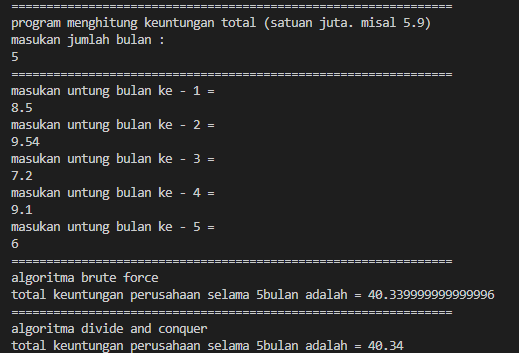 ===============================================================
program menghitung keuntungan total (satuan juta. misal 5.9)
masukan jumlah bulan :
5
===============================================================
masukan untung bulan ke - 1 =
8.5
masukan untung bulan ke - 2 =
9.54
masukan untung bulan ke - 3 =
7.2
masukan untung bulan ke - 4 =
9.1
masukan untung bulan ke - 5 =
6
===============================================================
algoritma brute force
total keuntungan perusahaan selama 5bulan adalah = 40.339999999999996
===============================================================
algoritma divide and conquer
total keuntungan perusahaan selama 5bulan adalah = 40.34